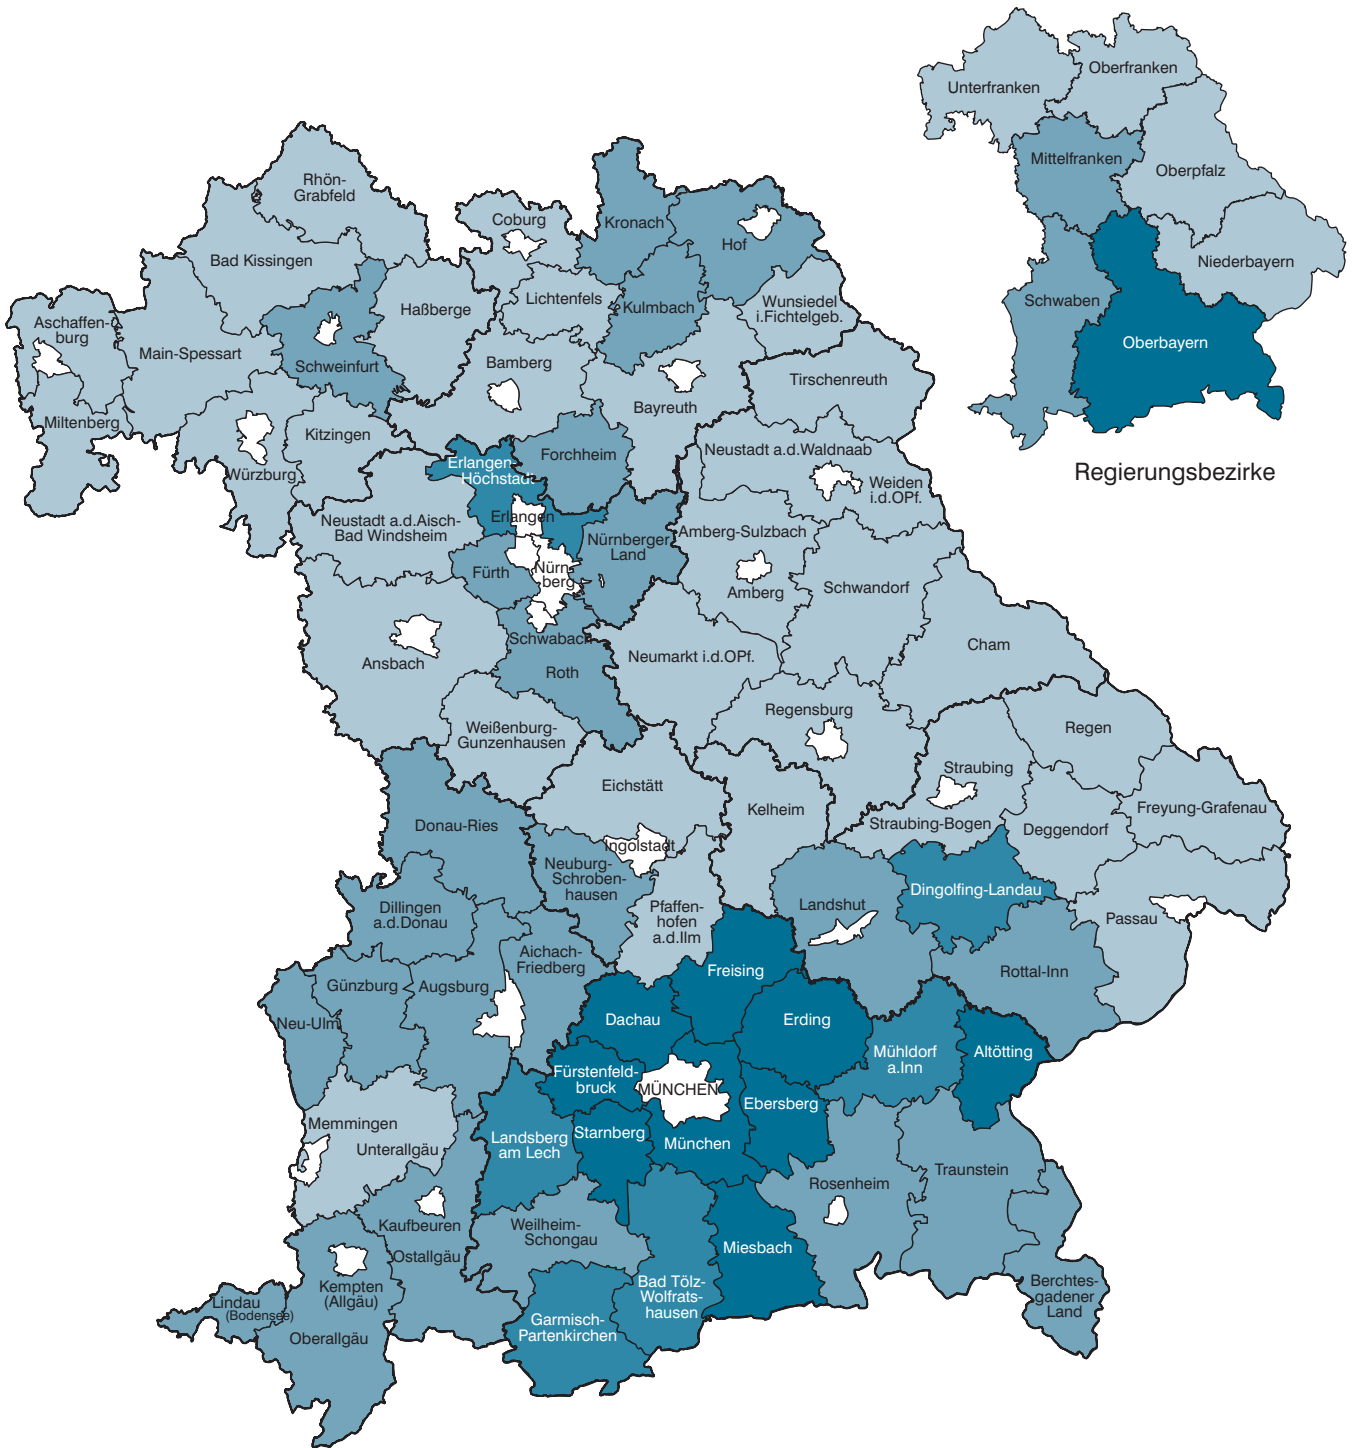 Unterfranken
Oberfranken
Mittelfranken
Oberpfalz
Niederbayern
Schwaben
Oberbayern
Regierungsbezirke
Rhön-
Grabfeld
Coburg
Kronach
Hof
Bad Kissingen
Lichtenfels
Kulmbach
Wunsiedel
i.Fichtelgeb.
Haßberge
Aschaffen-
burg
Main-Spessart
Schweinfurt
Bamberg
Bayreuth
Tirschenreuth
Miltenberg
Kitzingen
Würzburg
Erlangen-
Höchstadt
Forchheim
Neustadt a.d.Waldnaab
Weiden
i.d.OPf.
Neustadt a.d.Aisch-
Bad Windsheim
Erlangen
Nürnberger
Land
Amberg-Sulzbach
Fürth
Nürn-
berg
Amberg
Schwandorf
Ansbach
Schwabach
Roth
Neumarkt i.d.OPf.
Cham
Weißenburg-
Gunzenhausen
Regensburg
Regen
Eichstätt
Kelheim
Straubing
Freyung-Grafenau
Donau-Ries
Straubing-Bogen
Deggendorf
Ingolstadt
Neuburg-
Schroben-
hausen
Dingolfing-Landau
Dillingen
a.d.Donau
Pfaffen-
hofen
a.d.Ilm
Landshut
Passau
Aichach-
Friedberg
Freising
Rottal-Inn
Günzburg
Augsburg
Neu-Ulm
Dachau
Erding
Mühldorf
a.Inn
Altötting
Fürstenfeld-
bruck
MÜNCHEN
Ebersberg
Memmingen
Unterallgäu
Landsberg
am Lech
Starnberg
München
Rosenheim
Traunstein
Kaufbeuren
Weilheim-
Schongau
Ostallgäu
Miesbach
Kempten
(Allgäu)
Bad Tölz-
Wolfrats-
hausen
Berchtes-
gadener
Land
Lindau
(Bodensee)
Oberallgäu
Garmisch-
Partenkirchen